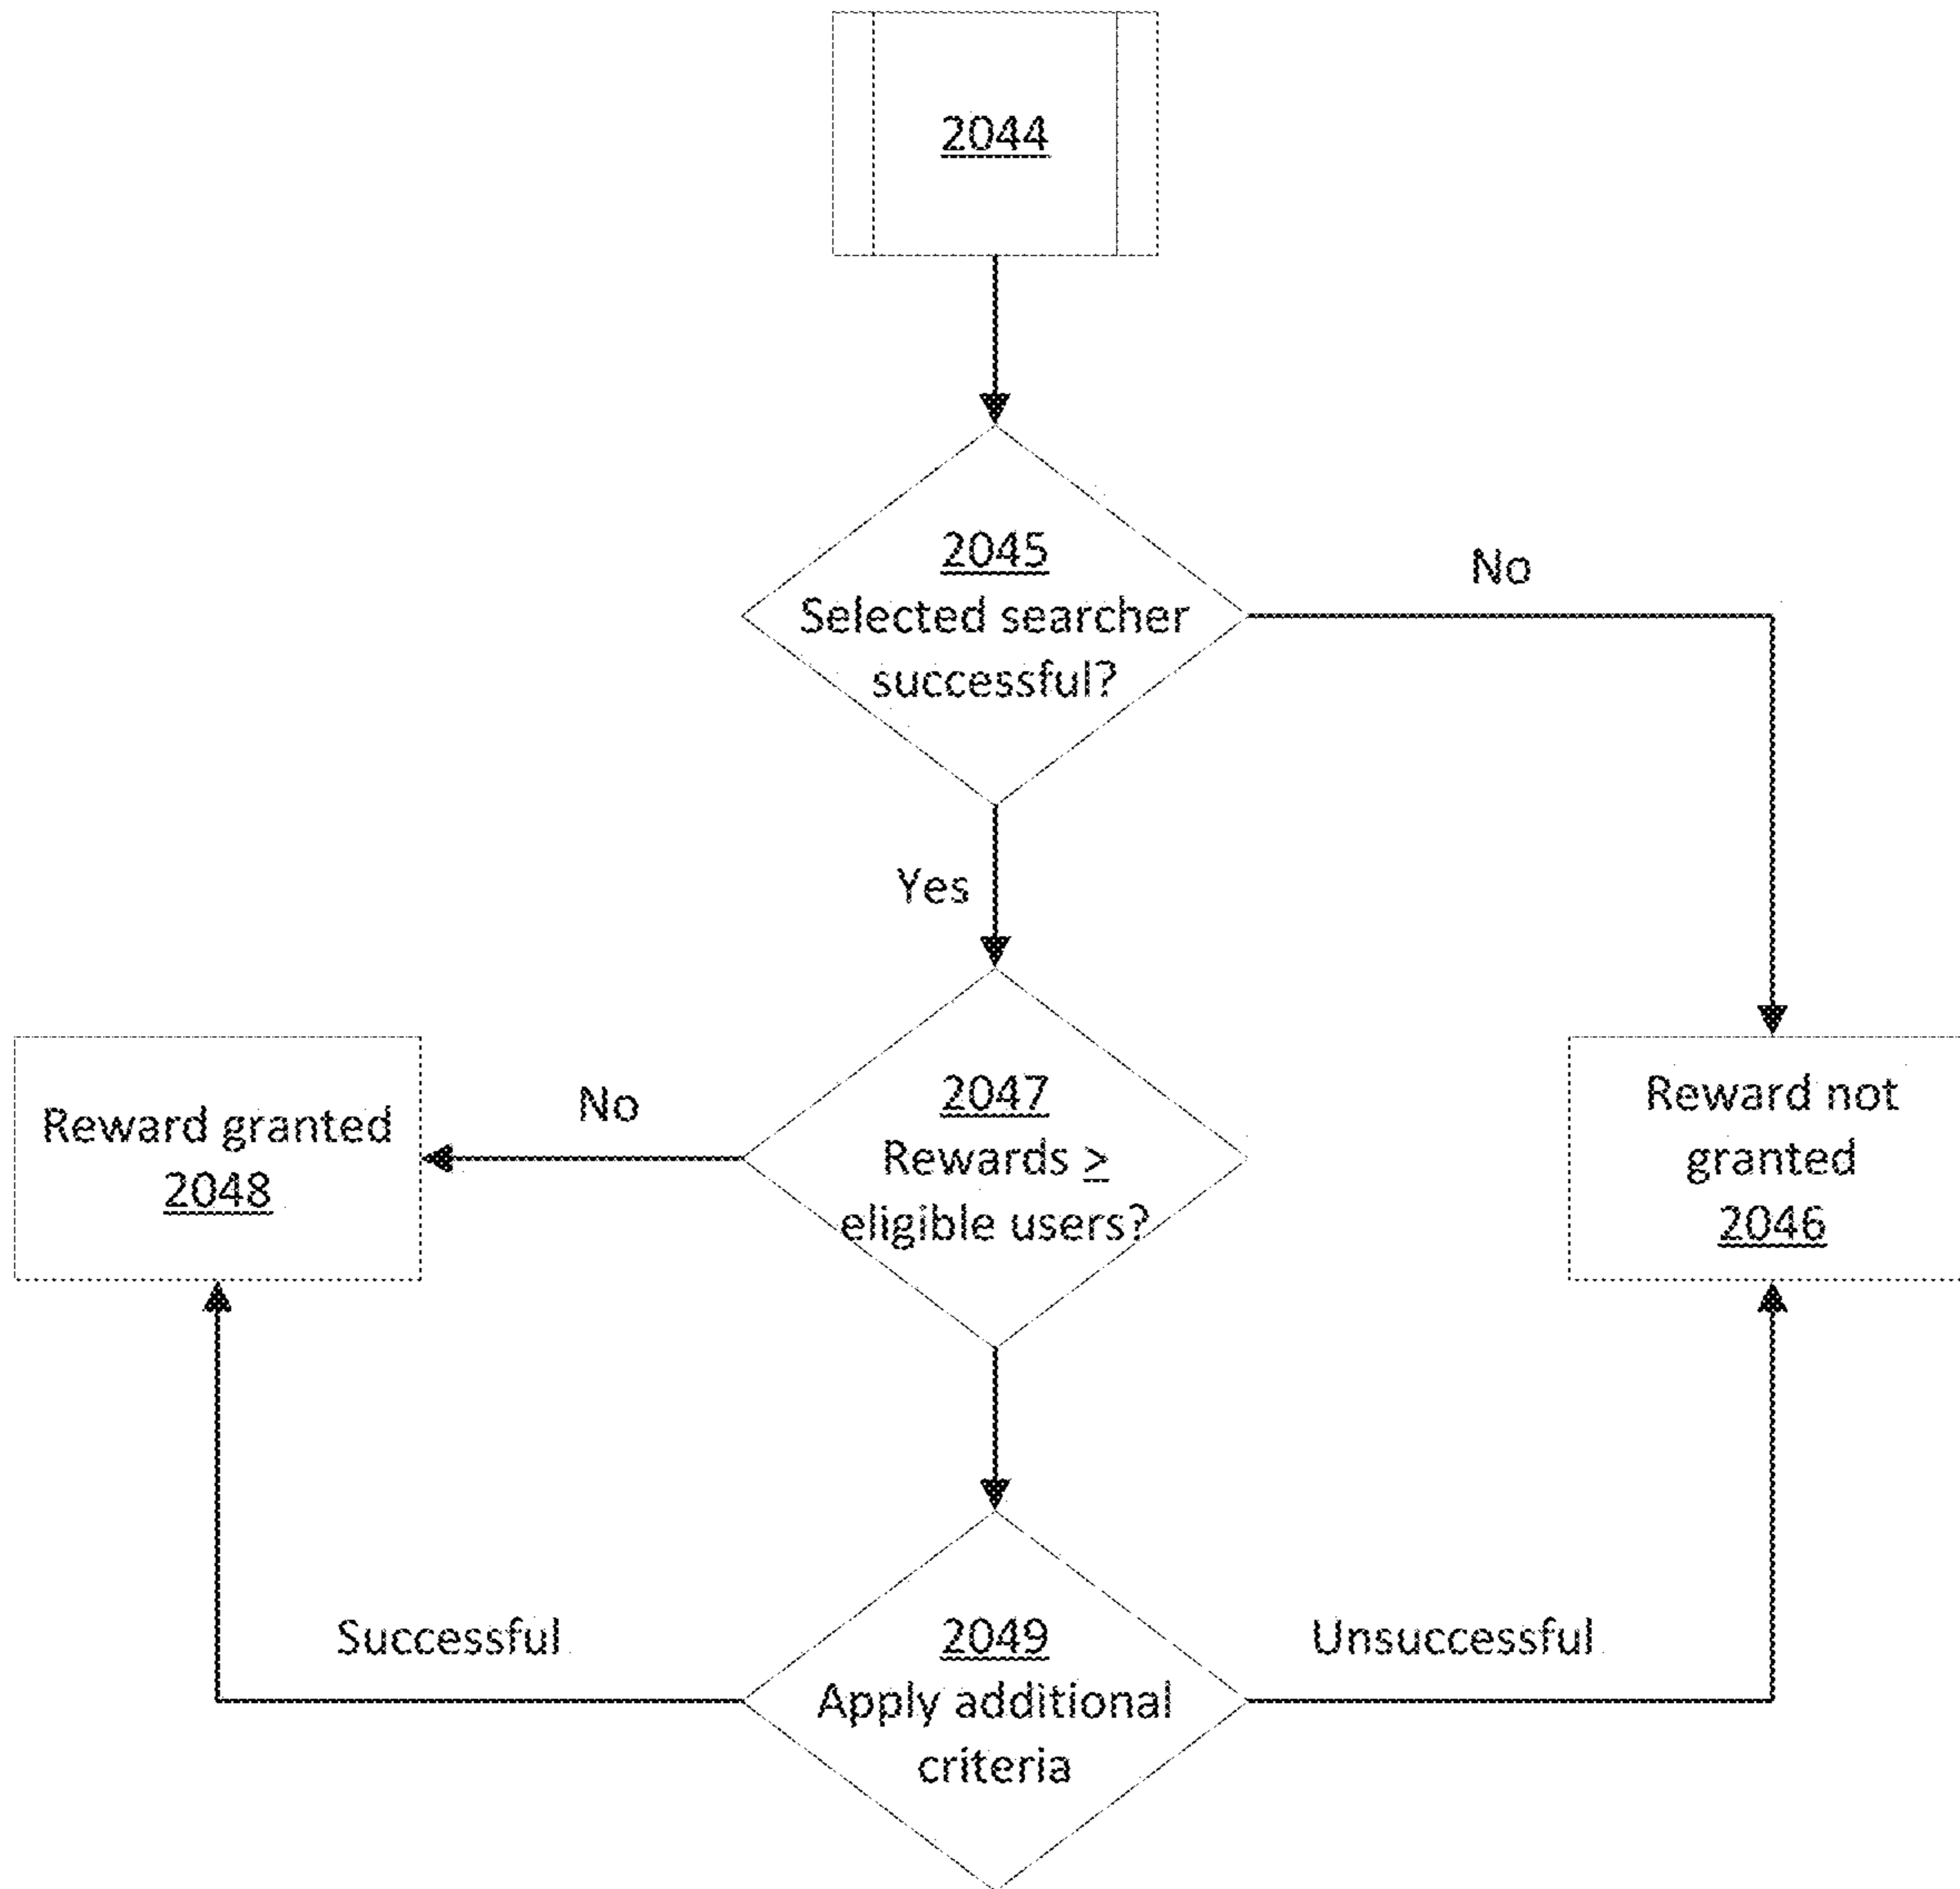 2044
2045
Selected searcher
successful?
No
Yes
Reward granted
2048
No
2047
Rewards ≥
eligible users?
Reward not
granted
2046
Successful
2049
Apply additional
criteria
Unsuccessful